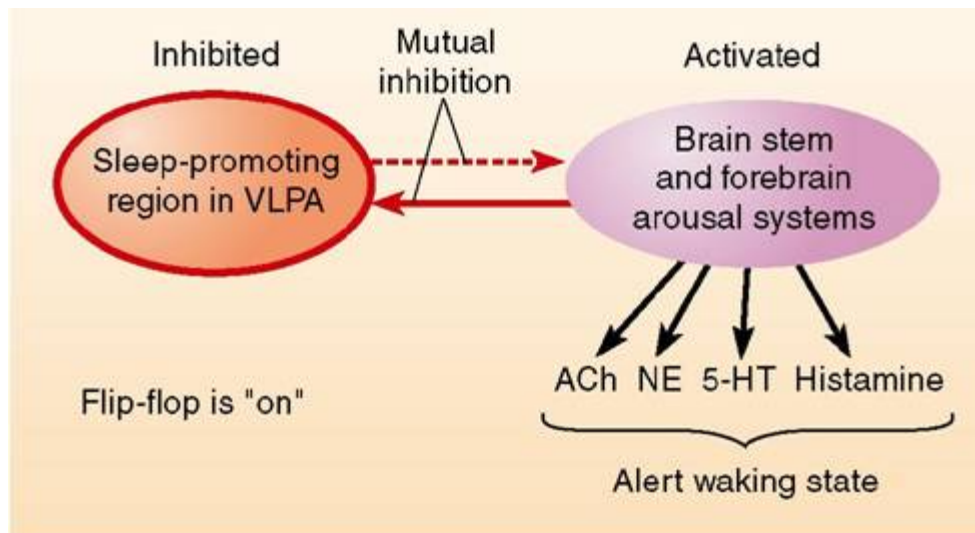 Inhibited
Mutual
inhibition
Activated
Sleep-promoting
region in VLPA
Brain stem
and forebrain
arousal systems
ACh NE 5-HT Histamine
Flip-flop is "on"
Alert waking state